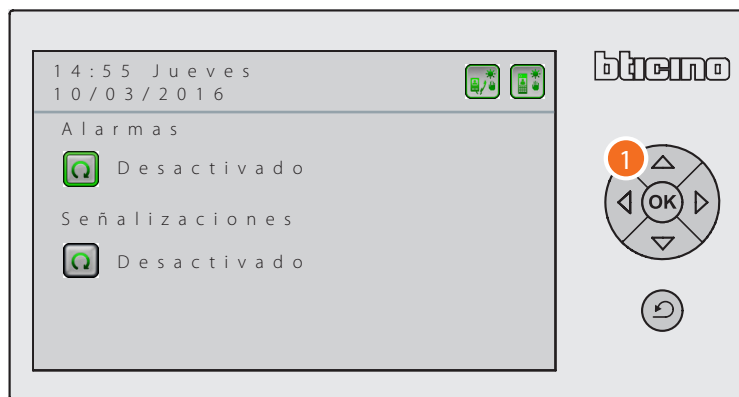 14:55 Jueves
10/03/2016
bticino
Alarmas
Desactivado
Señalizaciones
Desactivado
1
OK